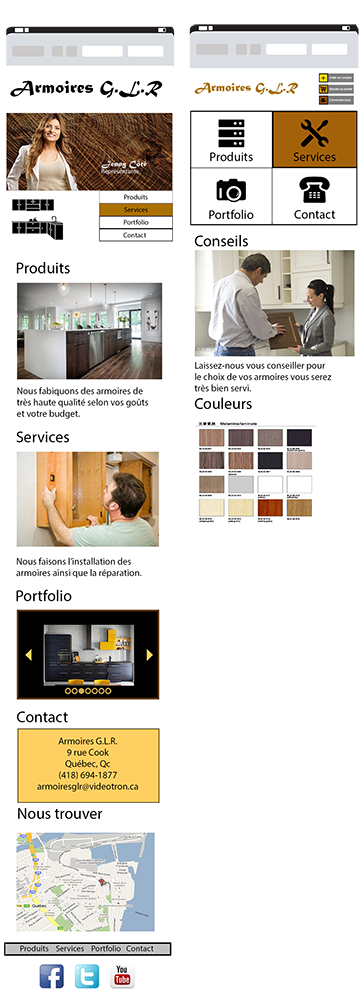 Armoires G.L.R
Jenny Côté
Représentante
Produits
Services
Portfolio
Contact
Produits
Nous fabiquons des armoires de
très haute qualité selon vos goûts
et votre budget.
Services
Nous faisons l'installation des
armoires ainsi que la réparation.
Portfolio
Contact
Armoires G.L.R.
9 rue Cook
Québec, Qc
(418) 694-1877
armoiresglr@videotron.ca
Nous trouver
Québec
Produits Services Portfolio Contact
You
Tube
Armoires G.L.R
Produits
Services
Portfolio
Contact
Conseils
Laissez-nous vous conseiller pour
le choix de vos armoires vous serez
très bien servi.
Couleurs